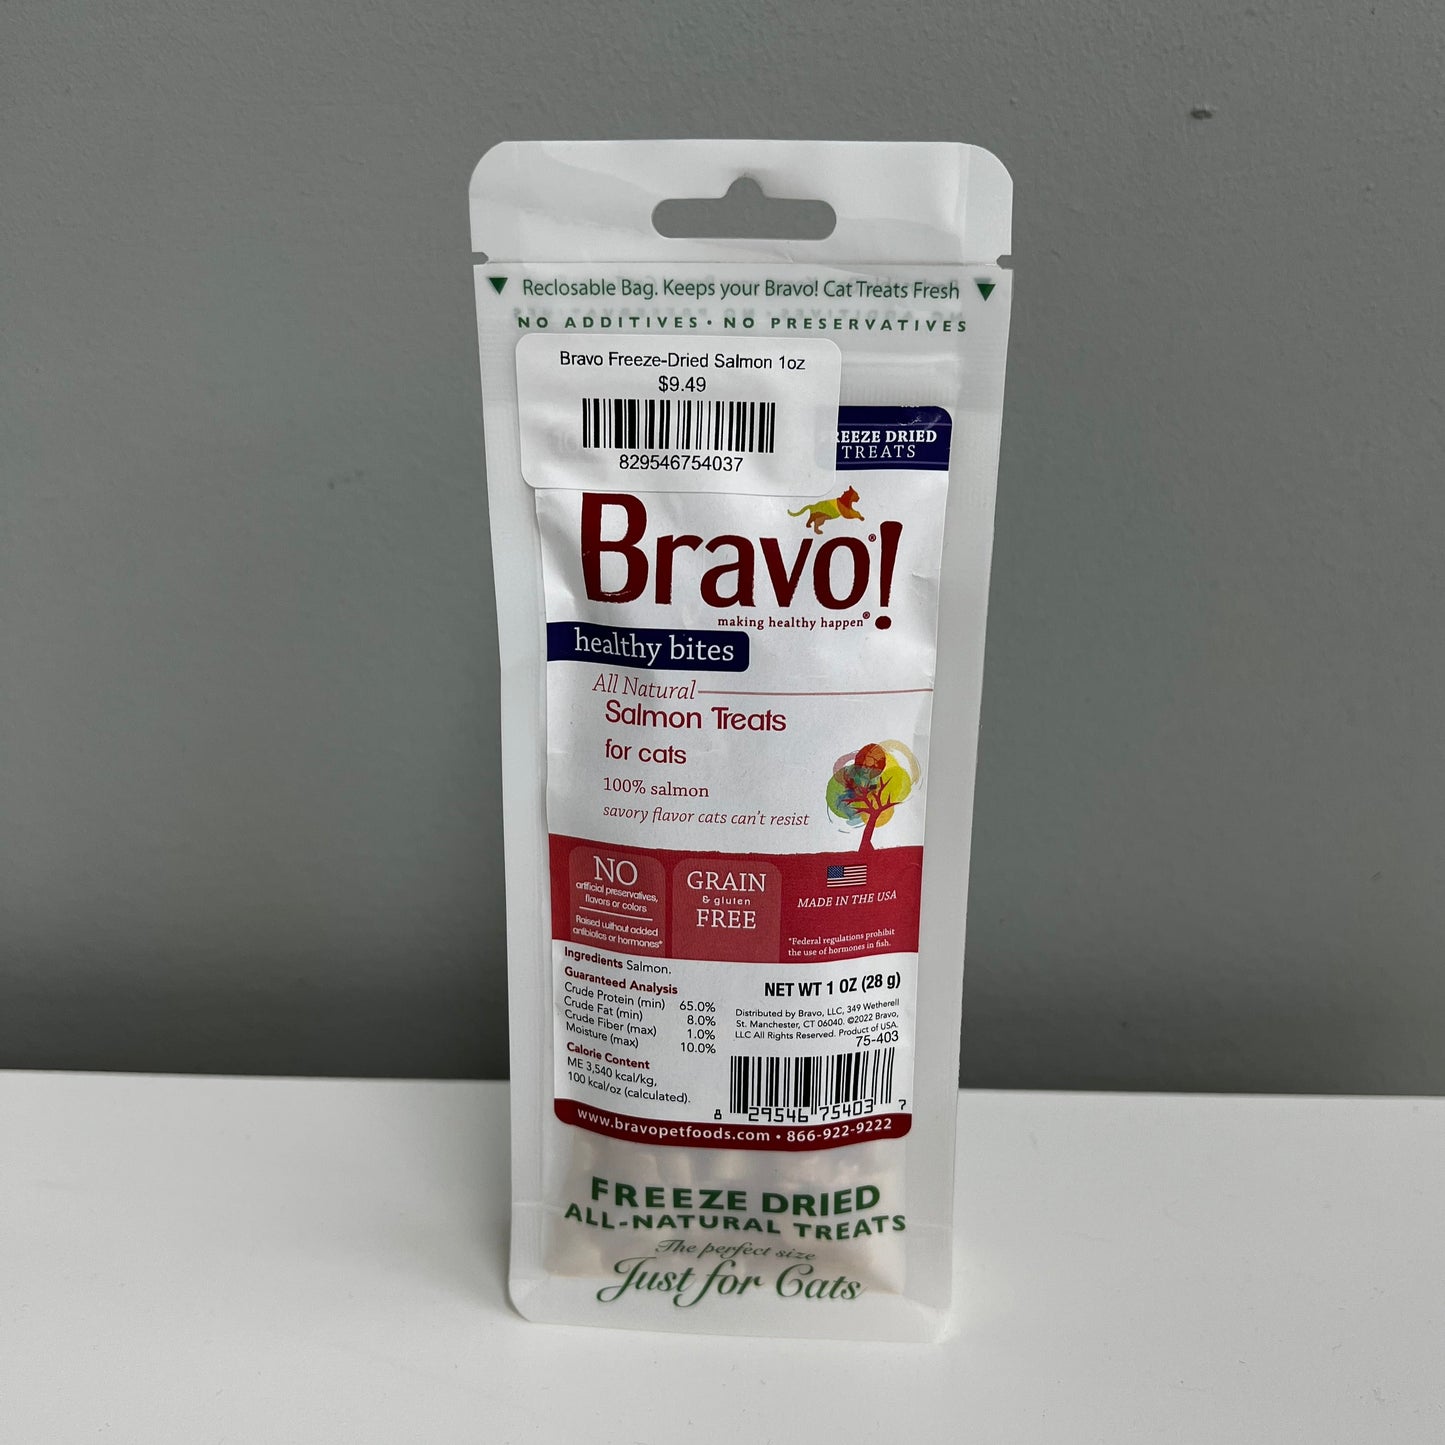 Reclosable Bag. Keeps your Bravo! Cat Treats Fresh
NO ADDITIVES • NO PRESERVATIVES
Bravo Freeze-Dried Salmon 1oz
$9.49
829546754037
REEZE DRIED
TREATS
Bravo!®
making healthy happen®
healthy bites
All Natural
Salmon Treats
for cats
100% salmon
savory flavor cats can't resist
NO
artificial preservatives,
flavors or colors
Raised without added
antibiotics or hormones*
GRAIN
& gluten
FREE
MADE IN THE USA
*Federal regulations prohibit
the use of hormones in fish.
Ingredients Salmon.
Guaranteed Analysis
Crude Protein (min) 65.0%
Crude Fat (min) 8.0%
Crude Fiber (max) 1.0%
Moisture (max) 10.0%
Calorie Content
ME 3,540 kcal/kg,
100 kcal/oz (calculated).
NET WT 1 OZ (28 g)
Distributed by Bravo, LLC, 349 Wetherell
St. Manchester, CT 06040. ©2022 Bravo,
LLC All Rights Reserved. Product of USA.
75-403
8 29546 75403 7
www.bravopetfoods.com • 866-922-9222
FREEZE DRIED
ALL-NATURAL TREATS
The perfect size
Just for Cats